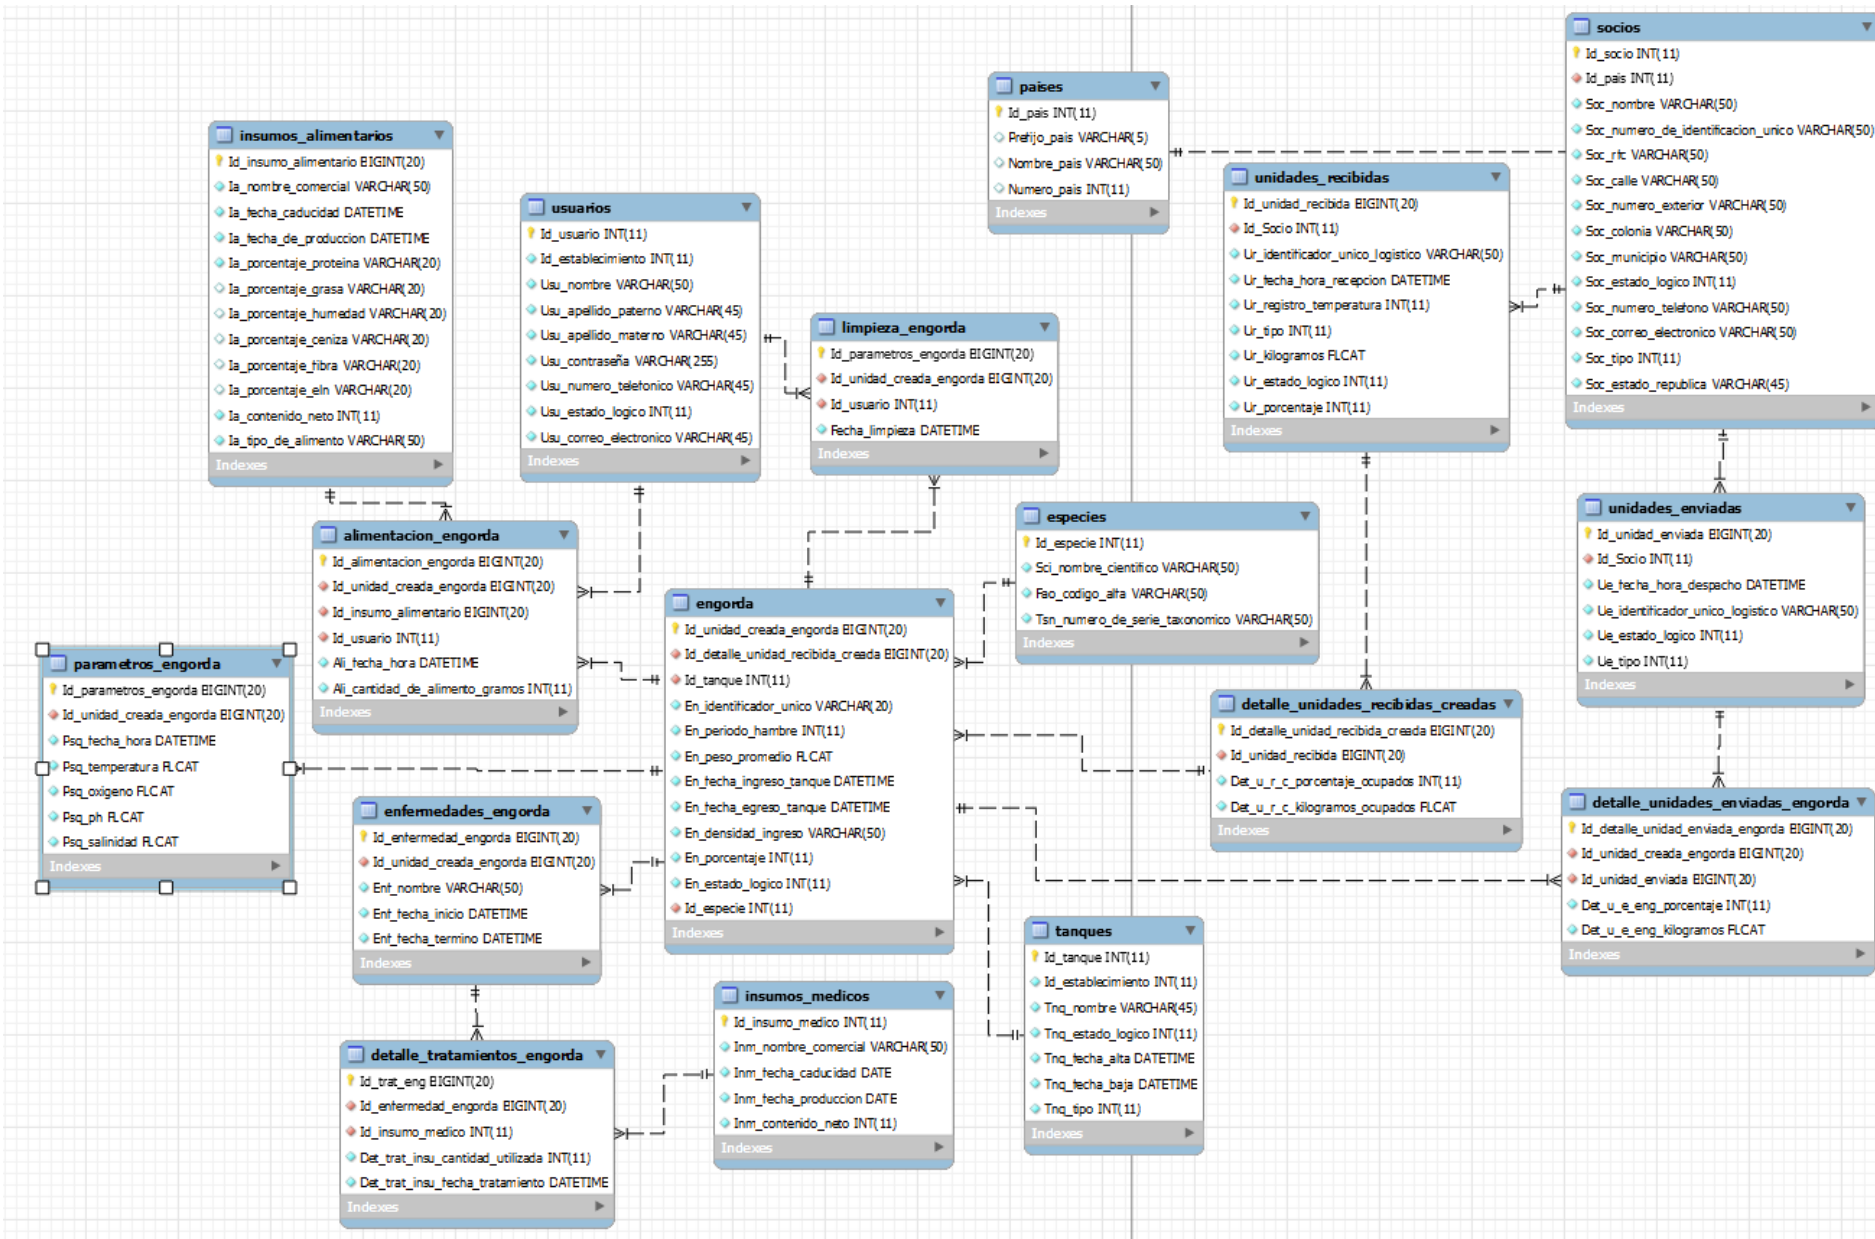 socios
Id_socio INT(11)
Id_pais INT(11)
Soc_nombre VARCHAR(50)
Soc_numero_de_identificacion_unico VARCHAR(50)
Soc_rfc VARCHAR(50)
Soc_calle VARCHAR(50)
Soc_numero_exterior VARCHAR(50)
Soc_colonia VARCHAR(50)
Soc_municipio VARCHAR(50)
Soc_estado_logico INT(11)
Soc_numero_telefono VARCHAR(50)
Soc_correo_electronico VARCHAR(50)
Soc_tipo INT(11)
Soc_estado_republica VARCHAR(45)
Indexes
paises
Id_pais INT(11)
Prefijo_pais VARCHAR(5)
Nombre_pais VARCHAR(50)
Numero_pais INT(11)
Indexes
insumos_alimentarios
Id_insumo_alimentario BIGINT(20)
Ia_nombre_comercial VARCHAR(50)
Ia_fecha_caducidad DATETIME
Ia_fecha_de_produccion DATETIME
Ia_porcentaje_proteina VARCHAR(20)
Ia_porcentaje_grasa VARCHAR(20)
Ia_porcentaje_humedad VARCHAR(20)
Ia_porcentaje_ceniza VARCHAR(20)
Ia_porcentaje_fibra VARCHAR(20)
Ia_porcentaje_eln VARCHAR(20)
Ia_contenido_neto INT(11)
Ia_tipo_de_alimento VARCHAR(50)
Indexes
usuarios
Id_usuario INT(11)
Id_establecimiento INT(11)
Usu_nombre VARCHAR(50)
Usu_apellido_paterno VARCHAR(45)
Usu_apellido_materno VARCHAR(45)
Usu_contraseña VARCHAR(255)
Usu_numero_telefonico VARCHAR(45)
Usu_estado_logico INT(11)
Usu_correo_electronico VARCHAR(45)
Indexes
unidades_recibidas
Id_unidad_recibida BIGINT(20)
Id_Socio INT(11)
Ur_identificador_unico_logistico VARCHAR(50)
Ur_fecha_hora_recepcion DATETIME
Ur_registro_temperatura INT(11)
Ur_tipo INT(11)
Ur_kilogramos FLOAT
Ur_estado_logico INT(11)
Ur_porcentaje INT(11)
Indexes
limpieza_engorda
Id_parametros_engorda BIGINT(20)
Id_unidad_creada_engorda BIGINT(20)
Id_usuario INT(11)
Fecha_limpieza DATETIME
Indexes
alimentacion_engorda
Id_alimentacion_engorda BIGINT(20)
Id_unidad_creada_engorda BIGINT(20)
Id_insumo_alimentario BIGINT(20)
Id_usuario INT(11)
Ali_fecha_hora DATETIME
Ali_cantidad_de_alimento_gramos INT(11)
Indexes
especies
Id_especie INT(11)
Sci_nombre_cientifico VARCHAR(50)
Fao_codigo_alfa VARCHAR(50)
Tsn_numero_de_serie_taxonomico VARCHAR(50)
Indexes
unidades_enviadas
Id_unidad_enviada BIGINT(20)
Id_Socio INT(11)
Ue_fecha_hora_despacho DATETIME
Ue_identificador_unico_logistico VARCHAR(50)
Ue_estado_logico INT(11)
Ue_tipo INT(11)
Indexes
engorda
Id_unidad_creada_engorda BIGINT(20)
Id_detalle_unidad_recibida_creada BIGINT(20)
Id_tanque INT(11)
En_identificador_unico VARCHAR(20)
En_periodo_hambre INT(11)
En_peso_promedio FLOAT
En_fecha_ingreso_tanque DATETIME
En_fecha_egreso_tanque DATETIME
En_densidad_ingreso VARCHAR(50)
En_porcentaje INT(11)
En_estado_logico INT(11)
Id_especie INT(11)
Indexes
parametros_engorda
Id_parametros_engorda BIGINT(20)
Id_unidad_creada_engorda BIGINT(20)
Psq_fecha_hora DATETIME
Psq_temperatura FLOAT
Psq_oxigeno FLOAT
Psq_ph FLOAT
Psq_salinidad FLOAT
Indexes
detalle_unidades_recibidas_creadas
Id_detalle_unidad_recibida_creada BIGINT(20)
Id_unidad_recibida BIGINT(20)
Det_u_r_c_porcentaje_ocupados INT(11)
Det_u_r_c_kilogramos_ocupados FLOAT
Indexes
enfermedades_engorda
Id_enfermedad_engorda BIGINT(20)
Id_unidad_creada_engorda BIGINT(20)
Enf_nombre VARCHAR(50)
Enf_fecha_inicio DATETIME
Enf_fecha_termino DATETIME
Indexes
detalle_unidades_enviadas_engorda
Id_detalle_unidad_enviada_engorda BIGINT(20)
Id_unidad_creada_engorda BIGINT(20)
Id_unidad_enviada BIGINT(20)
Det_u_e_eng_porcentaje INT(11)
Det_u_e_eng_kilogramos FLOAT
Indexes
tanques
Id_tanque INT(11)
Id_establecimiento INT(11)
Tnq_nombre VARCHAR(45)
Tnq_estado_logico INT(11)
Tnq_fecha_alta DATETIME
Tnq_fecha_baja DATETIME
Tnq_tipo INT(11)
Indexes
insumos_medicos
Id_insumo_medico INT(11)
Inm_nombre_comercial VARCHAR(50)
Inm_fecha_caducidad DATE
Inm_fecha_produccion DATE
Inm_contenido_neto INT(11)
Indexes
detalle_tratamientos_engorda
Id_trat_eng BIGINT(20)
Id_enfermedad_engorda BIGINT(20)
Id_insumo_medico INT(11)
Det_trat_insu_cantidad_utilizada INT(11)
Det_trat_insu_fecha_tratamiento DATETIME
Indexes